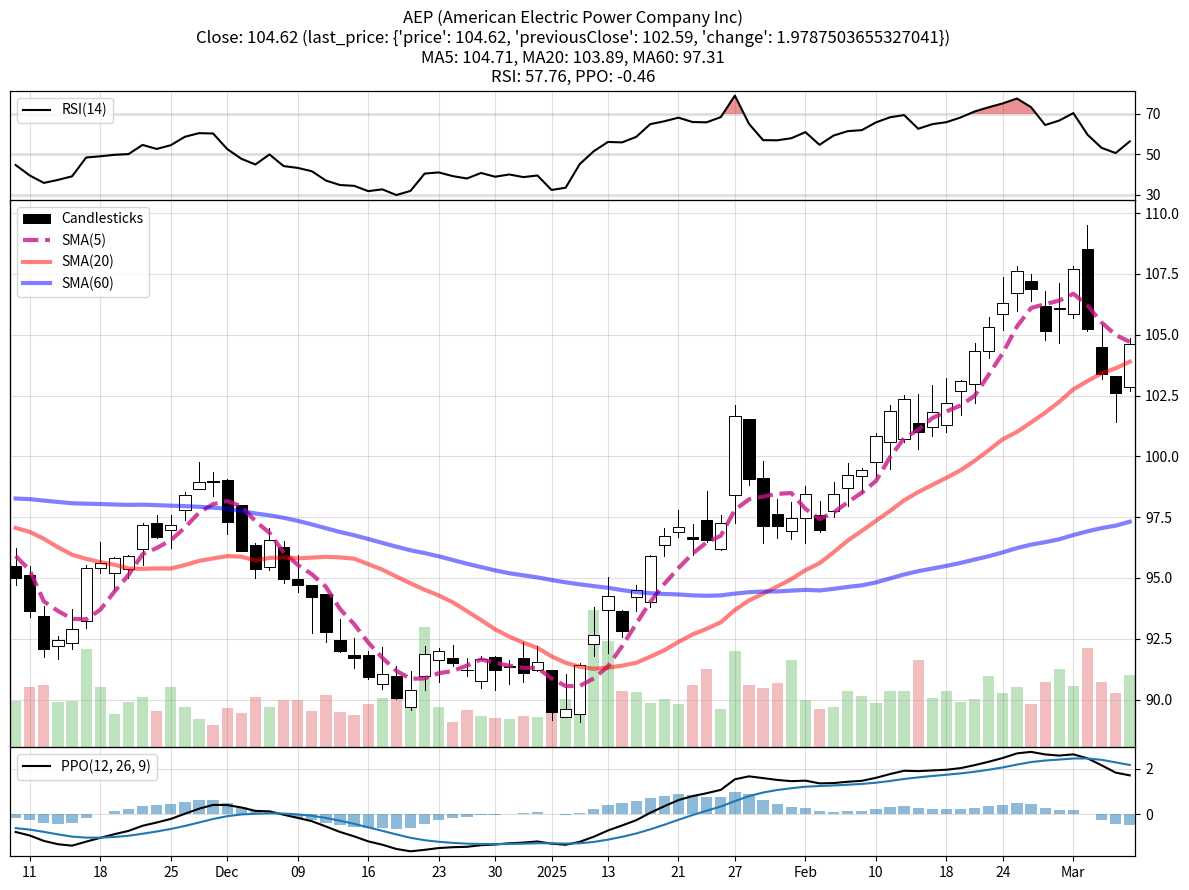 AEP (American Electric Power Company Inc)
Close: 104.62 (last_price: {'price': 104.62, 'previousClose': 102.59, 'change': 1.9787503655327041})
MA5: 104.71, MA20: 103.89, MA60: 97.31
RSI: 57.76, PPO: -0.46
RSI(14)
70
50
30
Candlesticks
SMA(5)
SMA(20)
SMA(60)
110.0
107.5
105.0
102.5
100.0
97.5
95.0
92.5
90.0
PPO(12, 26, 9)
2
0
11 18 25 Dec 09 16 23 30 2025 13 21 27 Feb 10 18 24 Mar